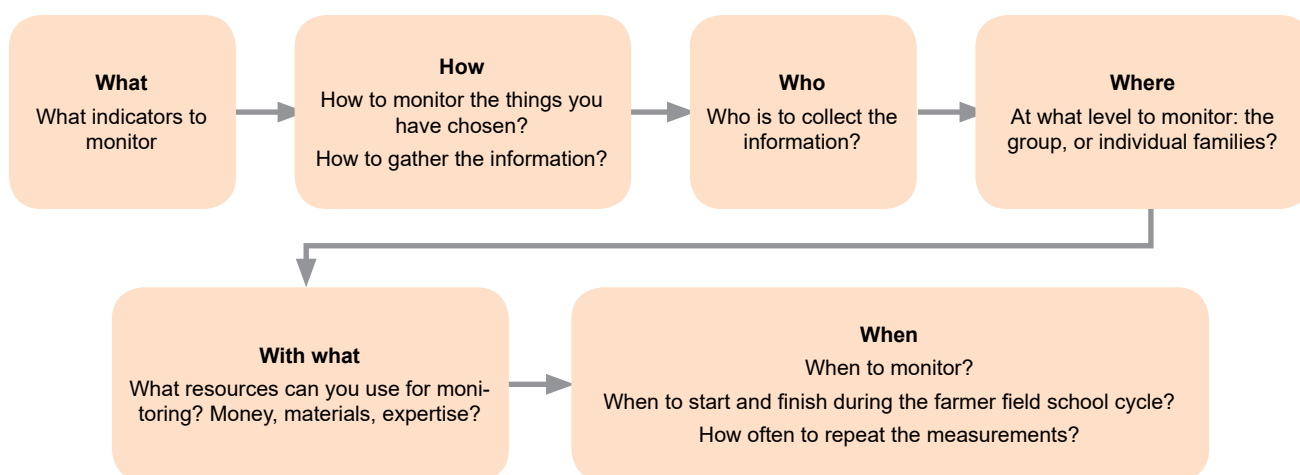 What
What indicators to
monitor
How
How to monitor the things you
have chosen?
How to gather the information?
Who
Who is to collect the
information?
Where
At what level to monitor: the
group, or individual families?
With what
What resources can you use for moni-
toring? Money, materials, expertise?
When
When to monitor?
When to start and finish during the farmer field school cycle?
How often to repeat the measurements?